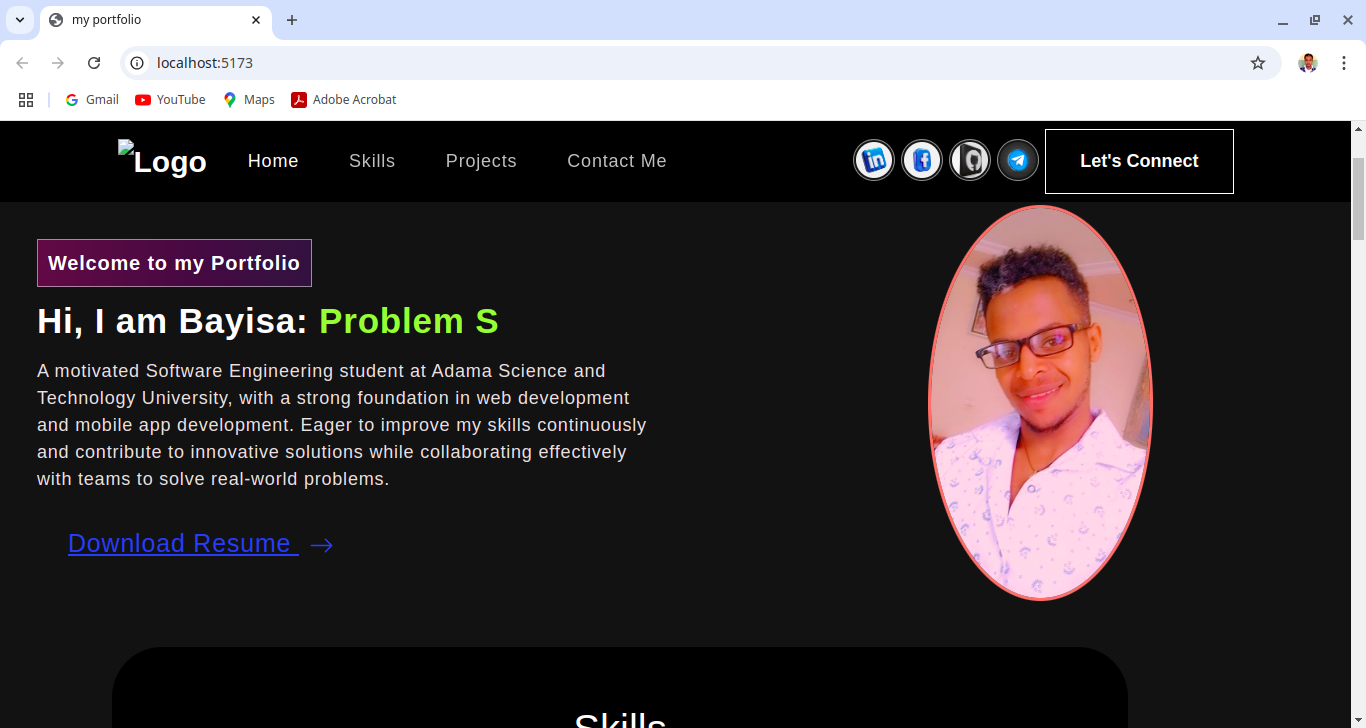 my portfolio
localhost:5173
Gmail YouTube Maps Adobe Acrobat
Logo Home Skills Projects Contact Me in f Let's Connect
Welcome to my Portfolio
Hi, I am Bayisa: Problem S
A motivated Software Engineering student at Adama Science and
Technology University, with a strong foundation in web development
and mobile app development. Eager to improve my skills continuously
and contribute to innovative solutions while collaborating effectively
with teams to solve real-world problems.
Download Resume
Skills